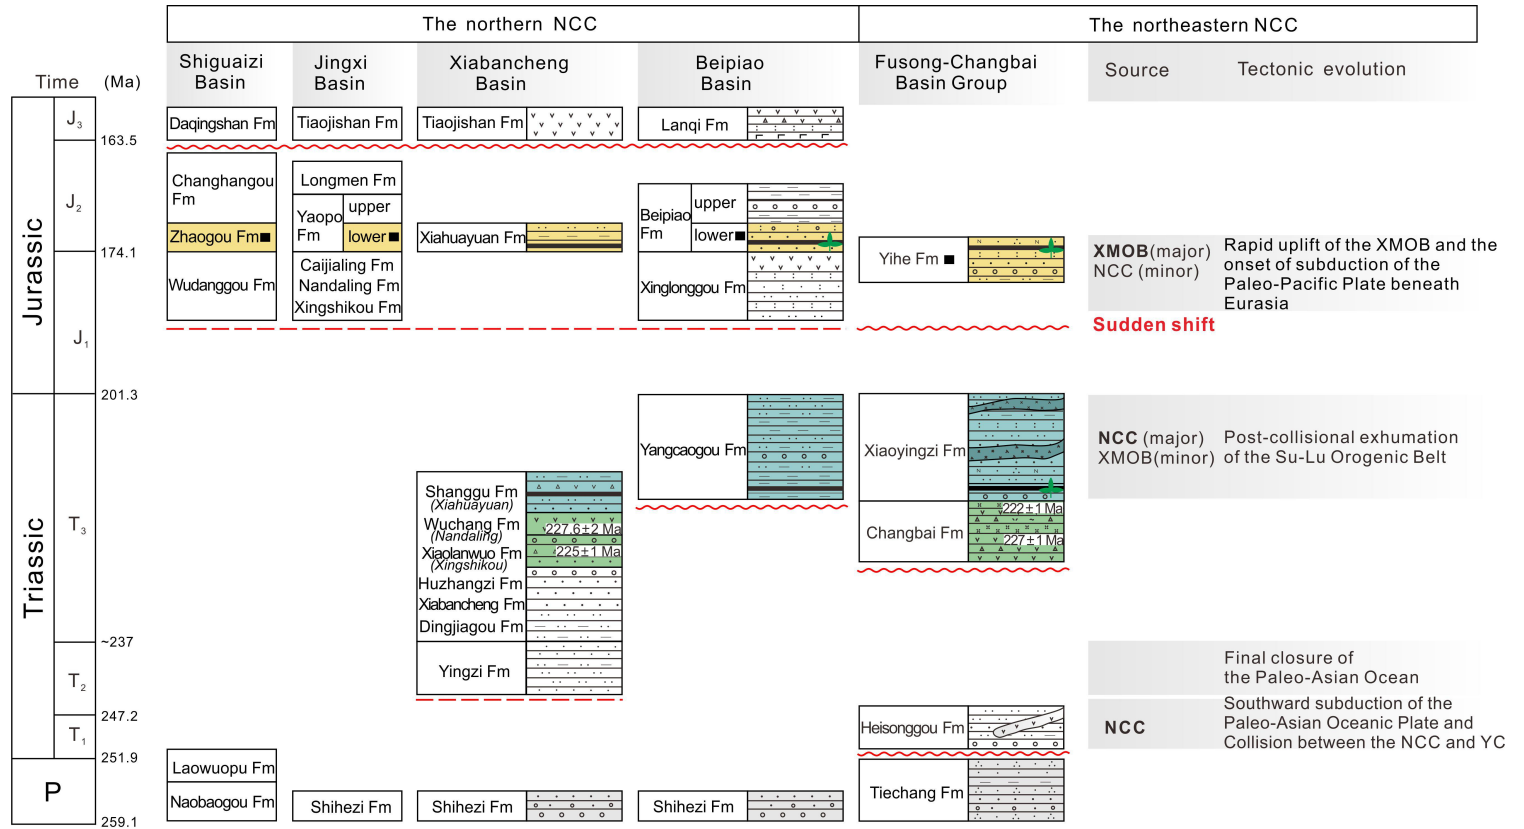 The northern NCC
The northeastern NCC
Time
(Ma)
Shiguaizi
Basin
Jingxi
Basin
Xiabancheng
Basin
Beipiao
Basin
Fusong-Changbai
Basin Group
Source
Tectonic evolution
Jurassic
Triassic
P
J3
J2
J1
T3
T2
T1
163.5
174.1
201.3
~237
247.2
251.9
259.1
Daqingshan Fm
Changhangou
Fm
Zhaogou Fm
Wudanggou Fm
Laowuopu Fm
Naobaogou Fm
Tiaojishan Fm
Longmen Fm
Yaopo
Fm
upper
lower
Caijialing Fm
Nandaling Fm
Xingshikou Fm
Shihezi Fm
Tiaojishan Fm
Xiahuayuan Fm
Shanggu Fm
(Xiahuayuan)
Wuchang Fm
(Nandaling)
227.6±2 Ma
Xiaolanwuo Fm
(Xingshikou)
225±1 Ma
Huzhangzi Fm
Xiabancheng Fm
Dingjiagou Fm
Yingzi Fm
Shihezi Fm
Lanqi Fm
Beipiao
Fm
upper
lower
Xinglonggou Fm
Yangcaogou Fm
Shihezi Fm
Yihe Fm
Xiaoyingzi Fm
Changbai Fm
222±1 Ma
227±1 Ma
Heisonggou Fm
Tiechang Fm
XMOB(major)
NCC (minor)
Rapid uplift of the XMOB and the
onset of subduction of the
Paleo-Pacific Plate beneath
Eurasia
Sudden shift
NCC (major)
XMOB(minor)
Post-collisional exhumation
of the Su-Lu Orogenic Belt
Final closure of
the Paleo-Asian Ocean
NCC
Southward subduction of the
Paleo-Asian Oceanic Plate and
Collision between the NCC and YC